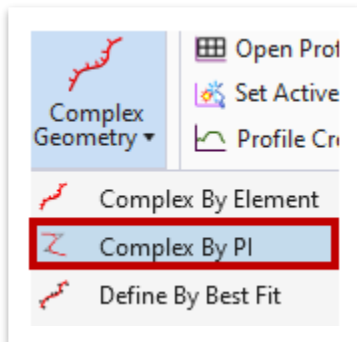 Complex
Geometry
Open Prof
Set Active
Profile Cr
Complex By Element
Complex By PI
Define By Best Fit